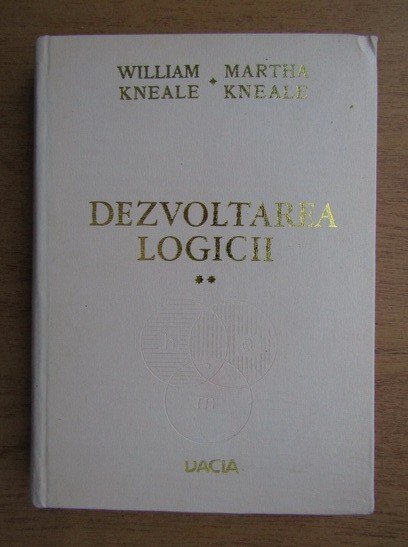 WILLIAM * MARTHA
KNEALE KNEALE
DEZVOLTAREA
LOGICII
**
DACIA